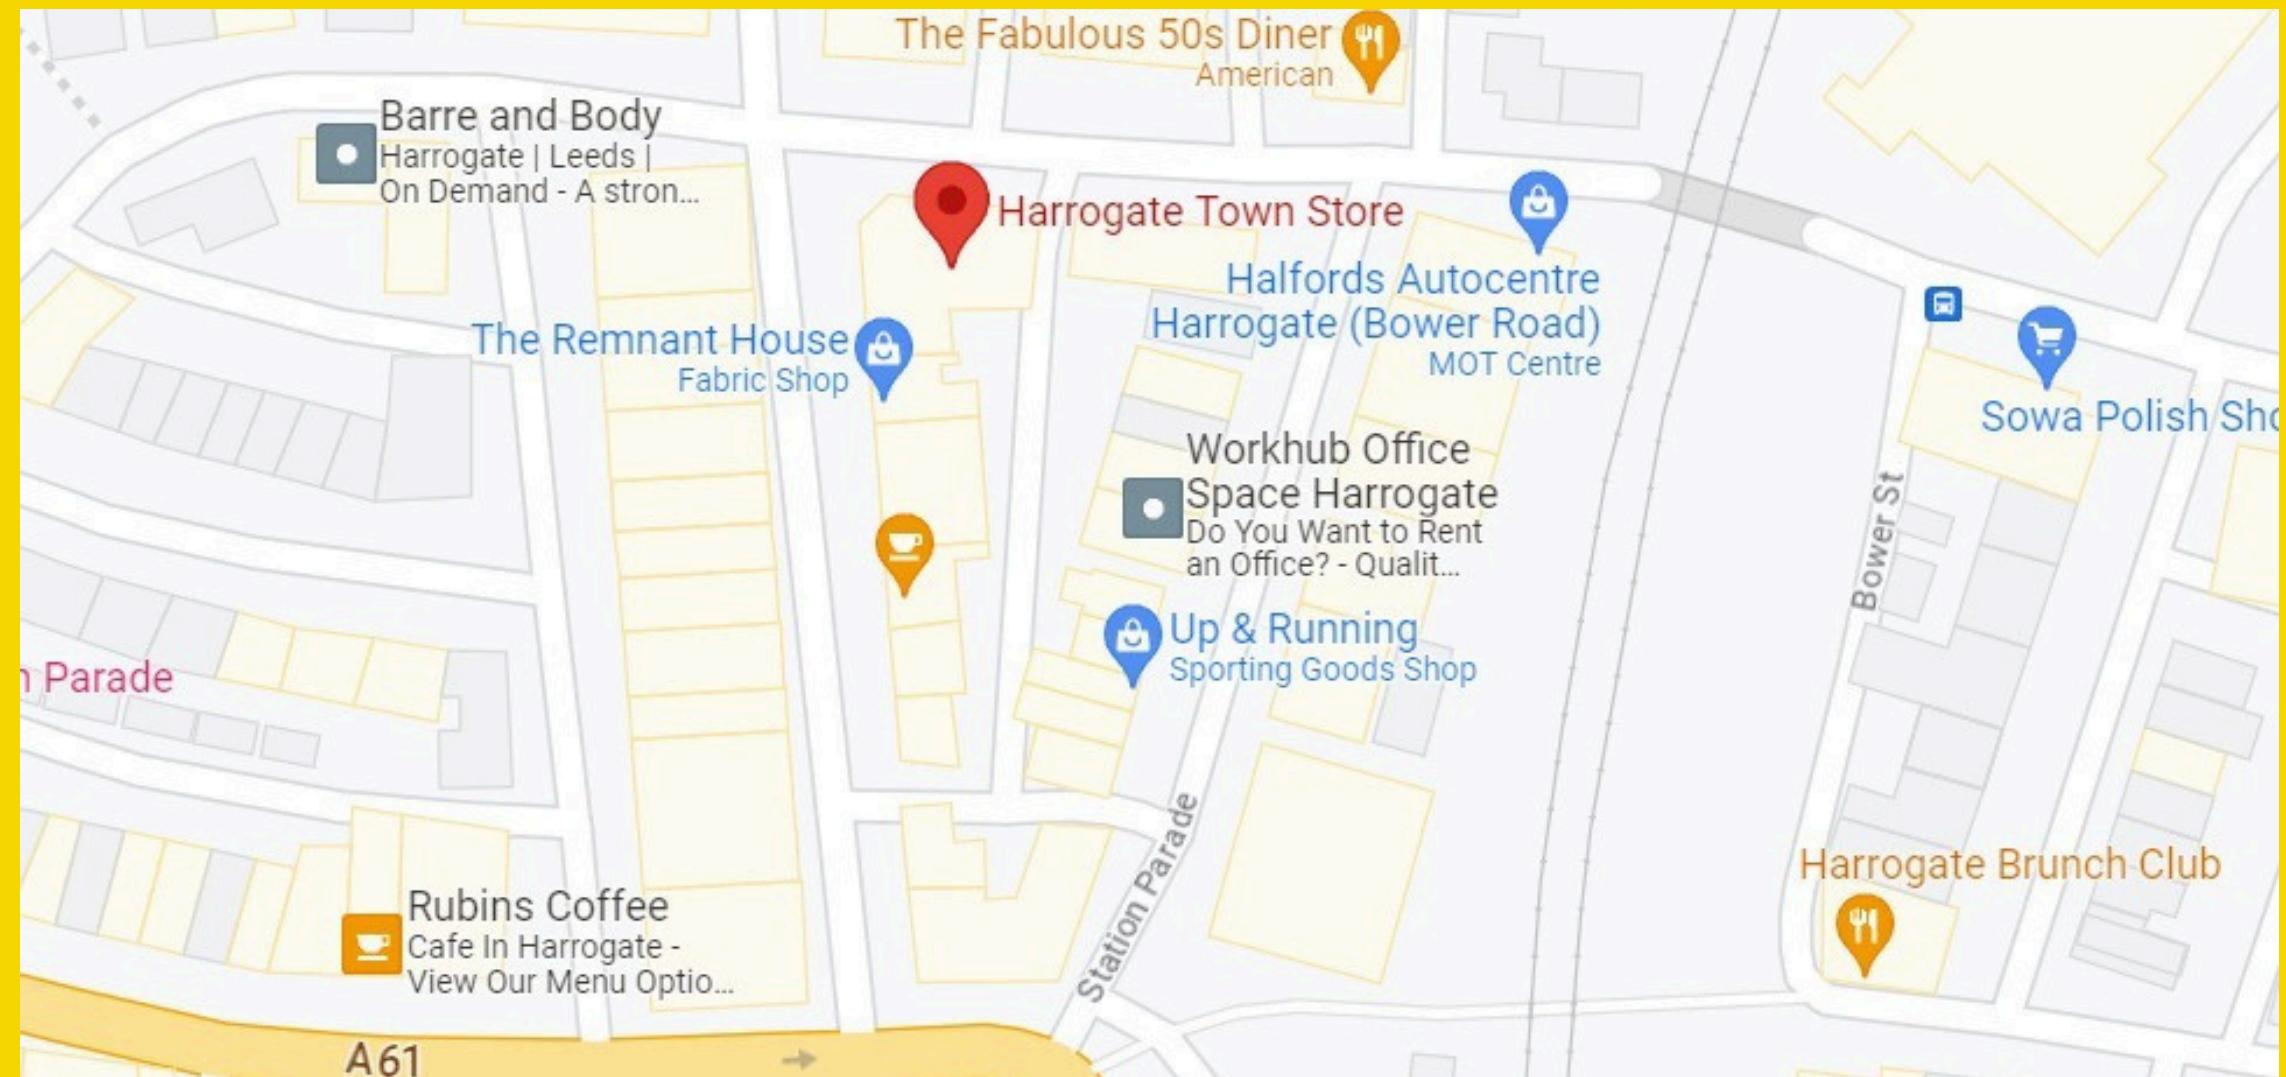 The Fabulous 50s Diner
American
Barre and Body
Harrogate | Leeds |
On Demand - A stron...
Harrogate Town Store
Halfords Autocentre
Harrogate (Bower Road)
MOT Centre
The Remnant House
Fabric Shop
Sowa Polish Sho
Workhub Office
Space Harrogate
Do You Want to Rent
an Office? - Qualit...
Bower St
Up & Running
Sporting Goods Shop
n Parade
Station Parade
Harrogate Brunch Club
Rubins Coffee
Cafe In Harrogate -
View Our Menu Optio...
A61